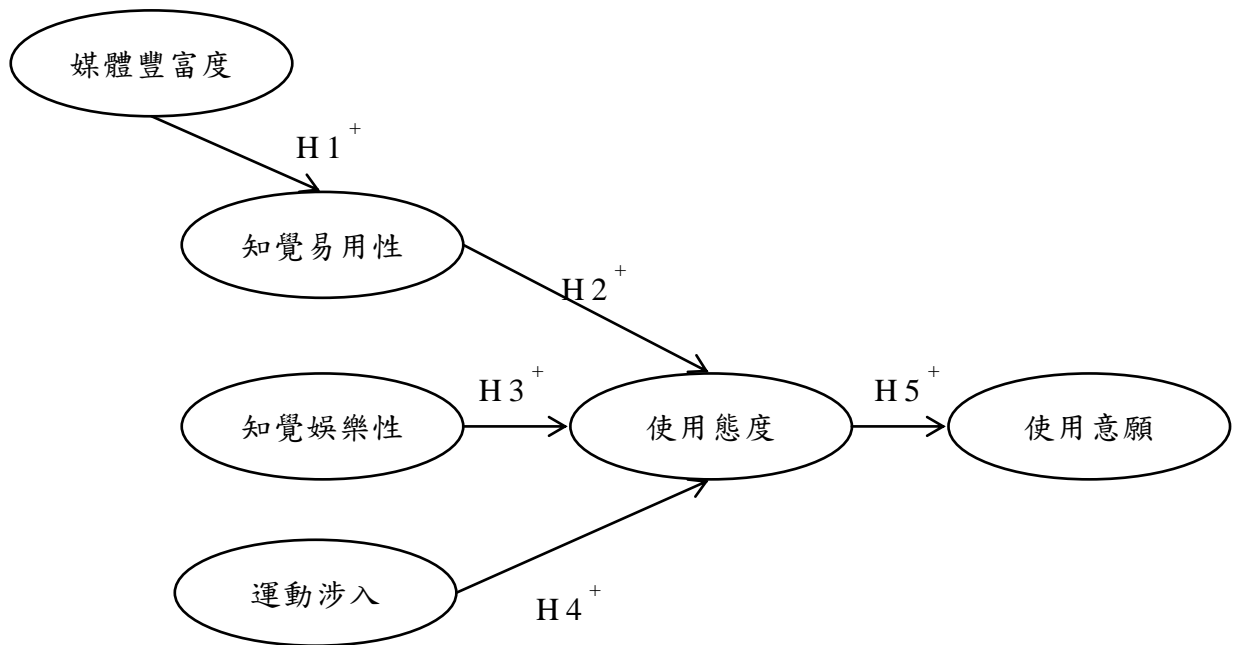 媒體豐富度
H1+
知覺易用性
H2+
知覺娛樂性
H3+
使用態度
H5+
使用意願
運動涉入
H4+